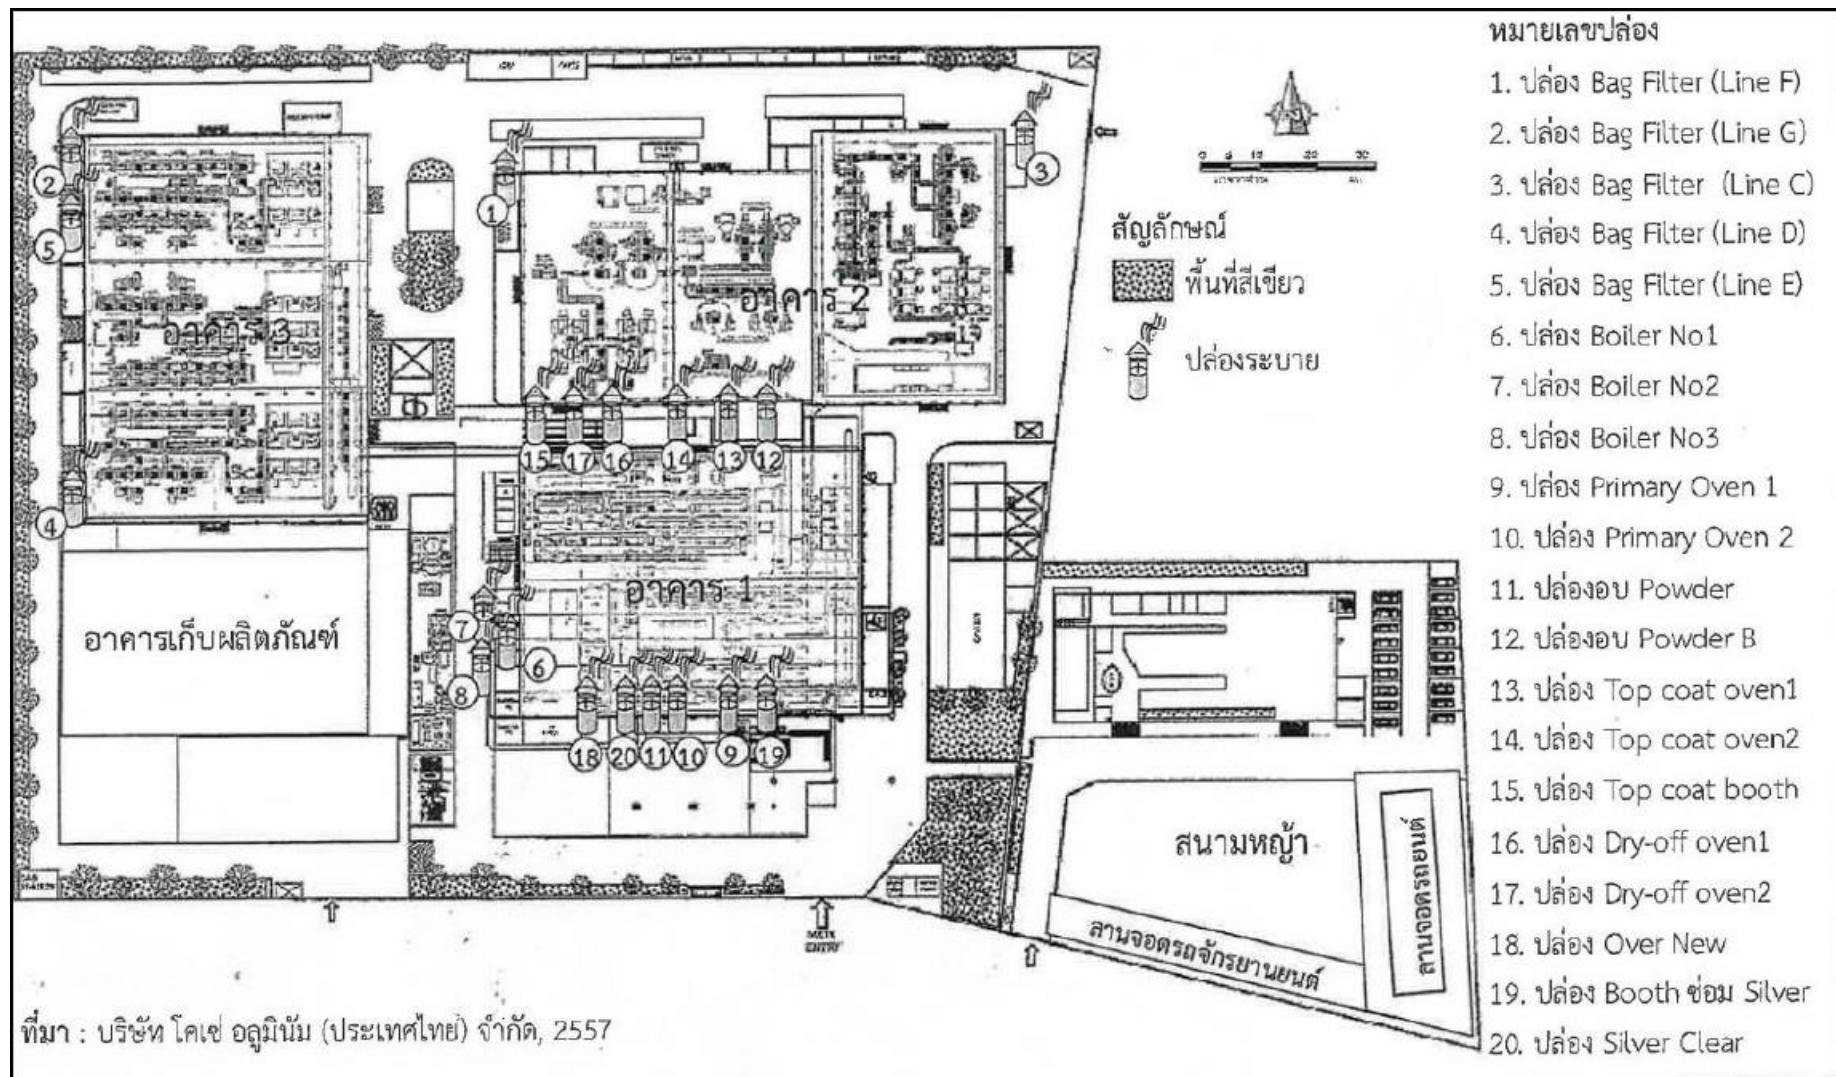 หมายเลขปล่อง
1. ปล่อง Bag Filter (Line F)
2. ปล่อง Bag Filter (Line G)
3. ปล่อง Bag Filter (Line C)
4. ปล่อง Bag Filter (Line D)
5. ปล่อง Bag Filter (Line E)
6. ปล่อง Boiler No1
7. ปล่อง Boiler No2
8. ปล่อง Boiler No3
9. ปล่อง Primary Oven 1
10. ปล่อง Primary Oven 2
11. ปล่องอบ Powder
12. ปล่องอบ Powder B
13. ปล่อง Top coat oven1
14. ปล่อง Top coat oven2
15. ปล่อง Top coat booth
16. ปล่อง Dry-off oven1
17. ปล่อง Dry-off oven2
18. ปล่อง Over New
19. ปล่อง Booth ซ่อม Silver
20. ปล่อง Silver Clear
สัญลักษณ์
พื้นที่สีเขียว
ปล่องระบาย
0 5 10 20 30
2
1
3
5
อาคาร 2
อาคาร 3
15 17 16 14 13 12
4
อาคาร 1
อาคารเก็บผลิตภัณฑ์
7
6
8
18 20 11 10 9 19
สนามหญ้า
ลานจอดรถยนต์
ลานจอดรถจักรยานยนต์
ENTRY
ที่มา : บริษัท โคเซ่ อลูมินัม (ประเทศไทย) จำกัด, 2557